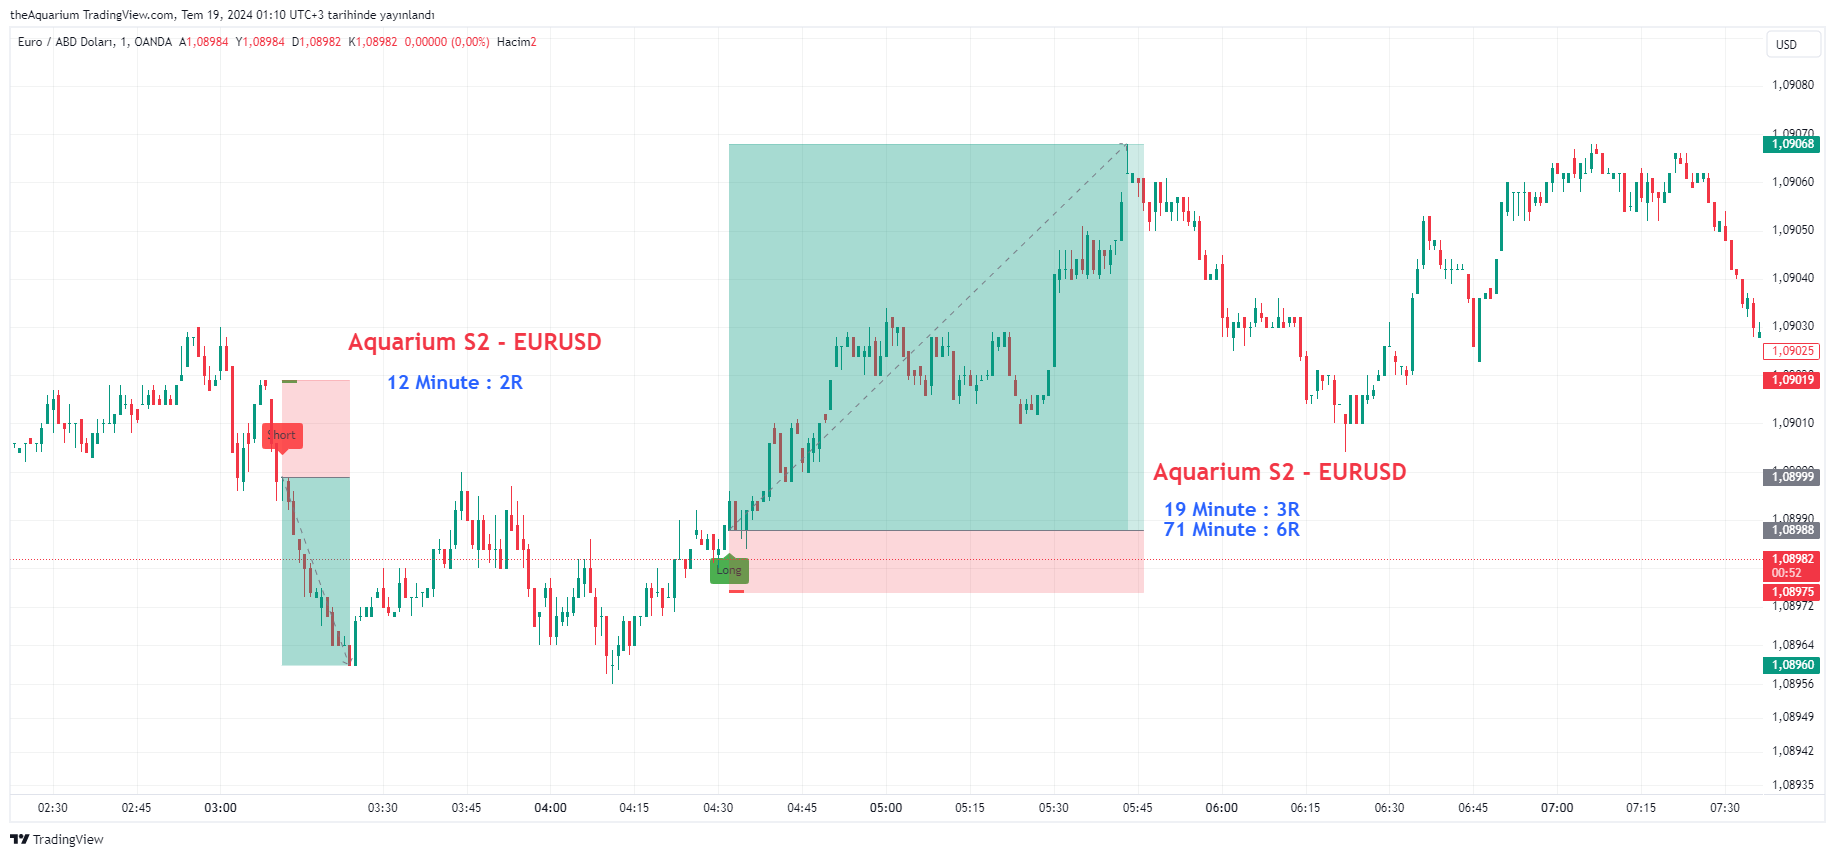 theAquarium TradingView.com, Tem 19, 2024 01:10 UTC+3 tarihinde yayınlandı
Euro / ABD Doları, 1, OANDA A1,08984 Y1,08984 D1,08982 K1,08982 0,00000 (0,00%) Hacim2
USD
1,09080
1,09070
1,09068
1,09060
1,09050
1,09040
1,09030
Aquarium S2 - EURUSD
1,09025
12 Minute : 2R
1,09019
1,09010
Short
Aquarium S2 - EURUSD
1,08999
19 Minute : 3R
1,08990
71 Minute : 6R
1,08988
1,08982
00:52
Long
1,08975
1,08972
1,08964
1,08960
1,08956
1,08949
1,08942
1,08935
02:30 02:45 03:00 03:30 03:45 04:00 04:15 04:30 04:45 05:00 05:15 05:30 05:45 06:00 06:15 06:30 06:45 07:00 07:15 07:30
TradingView